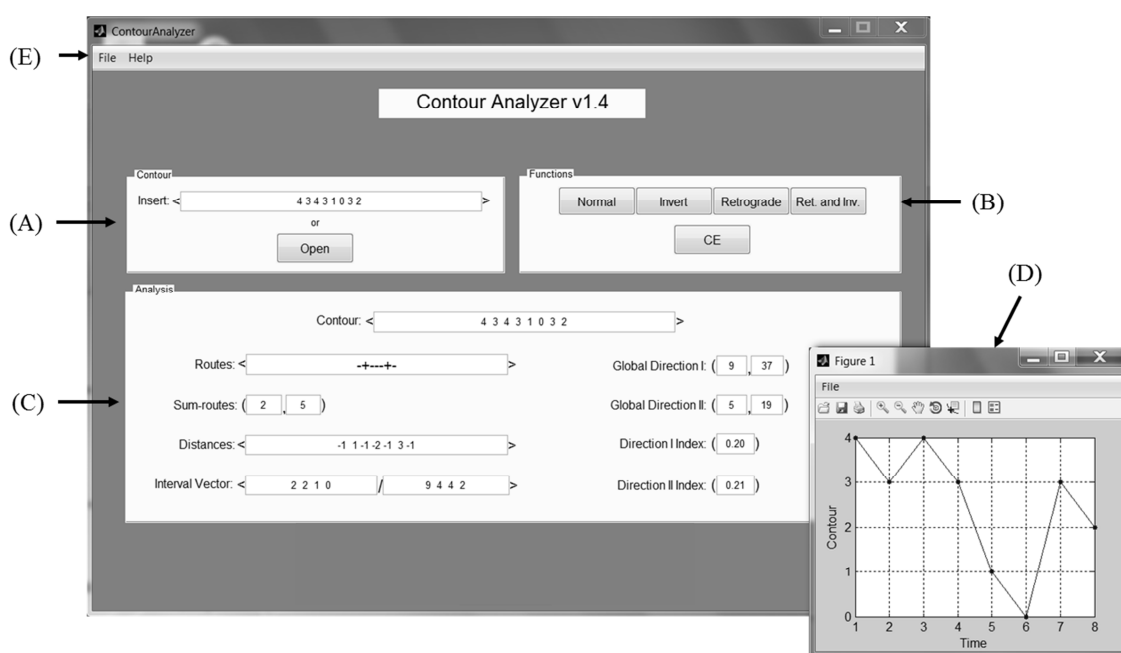 ContourAnalyzer
(E)
File Help
Contour Analyzer v1.4
Contour
Functions
Insert: < 4 3 4 3 1 0 3 2 >
Normal Invert Retrograde Ret. and Inv.
(A)
(B)
or
Open
CE
Analysis
(D)
Contour: < 4 3 4 3 1 0 3 2 >
Figure 1
Routes: < -+---+- >
Global Direction I: ( 9 , 37 )
File
(C)
Sum-routes: ( 2 , 5 )
Global Direction II: ( 5 , 19 )
Distances: < -1 1 -1 -2 -1 3 -1 >
Direction I Index: ( 0.20 )
Interval Vector: < 2 2 1 0 / 9 4 4 2 >
Direction II Index: ( 0.21 )
4
3
2
1
0
Contour
1 2 3 4 5 6 7 8
Time